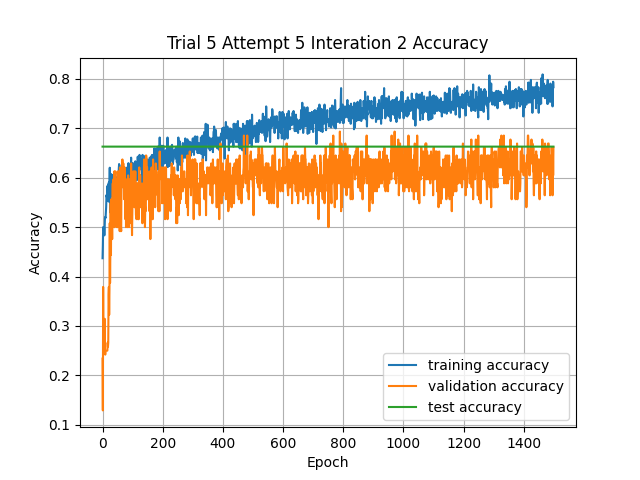 Trial 5 Attempt 5 Interation 2 Accuracy
0.8
0.7
0.6
0.5
0.4
0.3
0.2
0.1
Accuracy
training accuracy
validation accuracy
test accuracy
0 200 400 600 800 1000 1200 1400
Epoch